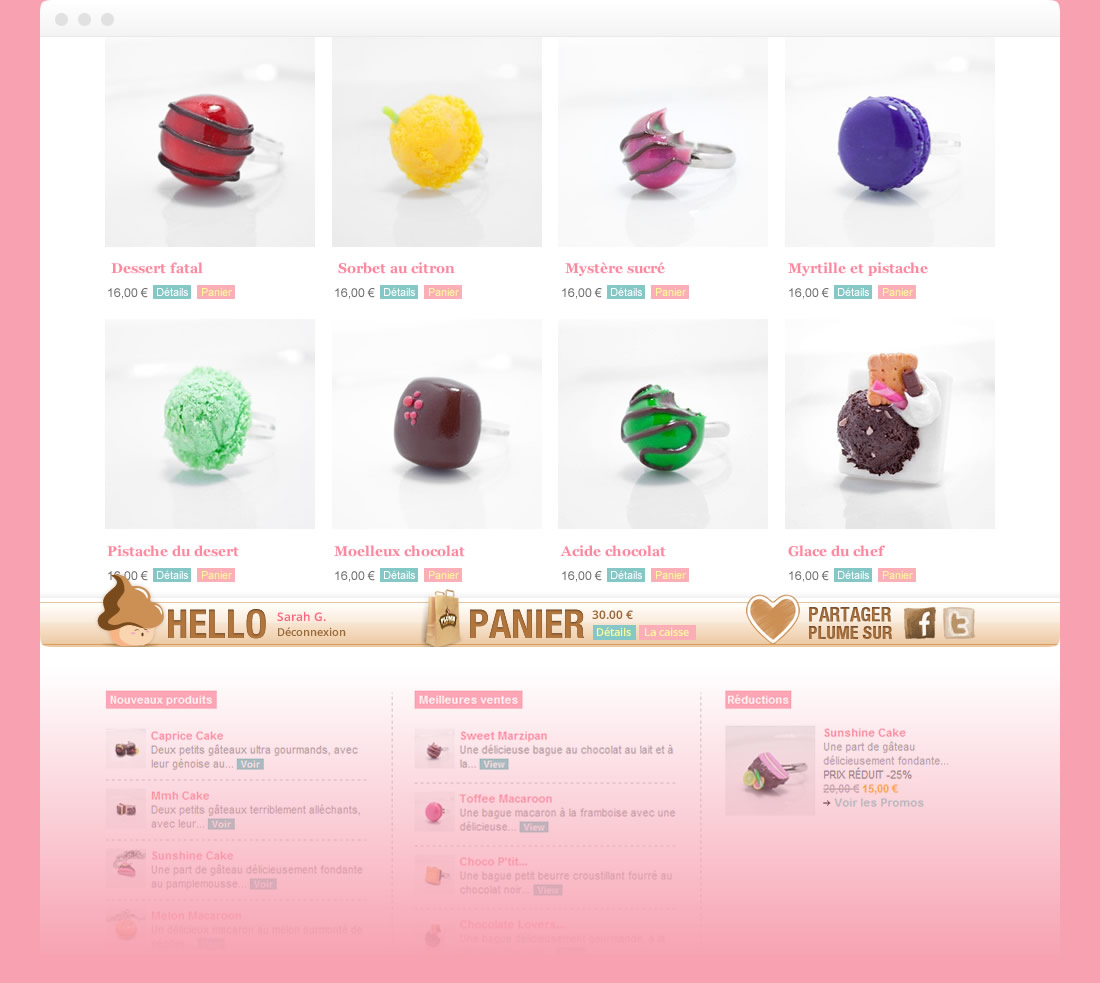 Dessert fatal
16,00 € Détails Panier
Sorbet au citron
16,00 € Détails Panier
Mystère sucré
16,00 € Détails Panier
Myrtille et pistache
16,00 € Détails Panier
Pistache du desert
16,00 € Détails Panier
Moelleux chocolat
16,00 € Détails Panier
Acide chocolat
16,00 € Détails Panier
Glace du chef
16,00 € Détails Panier
HELLO
Sarah G.
Déconnexion
PANIER
30.00 €
Détails La caisse
PARTAGER
PLUME SUR
Nouveaux produits
Caprice Cake
Deux petits gâteaux ultra gourmands, avec
leur génoise au... Voir
Mmh Cake
Deux petits gâteaux terriblement alléchants,
avec leur... Voir
Sunshine Cake
Une part de gâteau délicieusement fondante
au pamplemousse... Voir
Melon Macaroon
Un délicieux macaron au melon surmonté de
Meilleures ventes
Sweet Marzipan
Une délicieuse bague au chocolat au lait et à
la... View
Toffee Macaroon
Une bague macaron à la framboise avec une
délicieuse... View
Choco P'tit...
Une bague petit beurre croustillant fourré au
chocolat noir... View
Chocolate Lovers...
Une bague délicieusement gourmande, à la
Réductions
Sunshine Cake
Une part de gâteau
délicieusement fondante...
PRIX RÉDUIT -25%
20,00 € 15,00 €
Voir les Promos